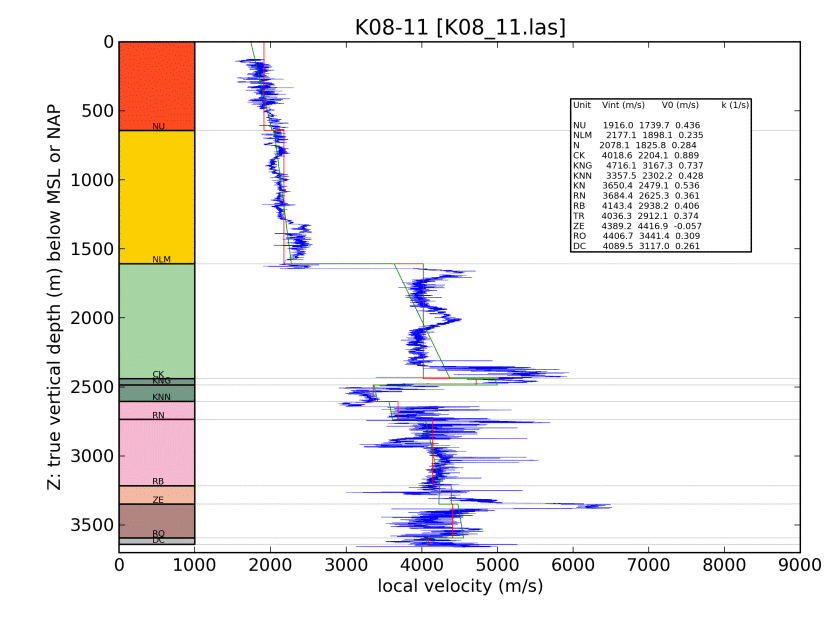 K08-11 [K08_11.las]
Z: true vertical depth (m) below MSL or NAP
0
500
1000
1500
2000
2500
3000
3500
NU
NLM
CK
KNG
KNN
RN
RB
ZE
RO
DC
Unit Vint (m/s) V0 (m/s) k (1/s)
NU 1916.0 1739.7 0.436
NLM 2177.1 1898.1 0.235
N 2078.1 1825.8 0.284
CK 4018.6 2204.1 0.889
KNG 4716.1 3167.3 0.737
KNN 3357.5 2302.2 0.428
KN 3650.4 2479.1 0.536
RN 3684.4 2625.3 0.361
RB 4143.4 2938.2 0.406
TR 4036.3 2912.1 0.374
ZE 4389.2 4416.9 -0.057
RO 4406.7 3441.4 0.309
DC 4089.5 3117.0 0.261
0 1000 2000 3000 4000 5000 6000 7000 8000 9000
local velocity (m/s)